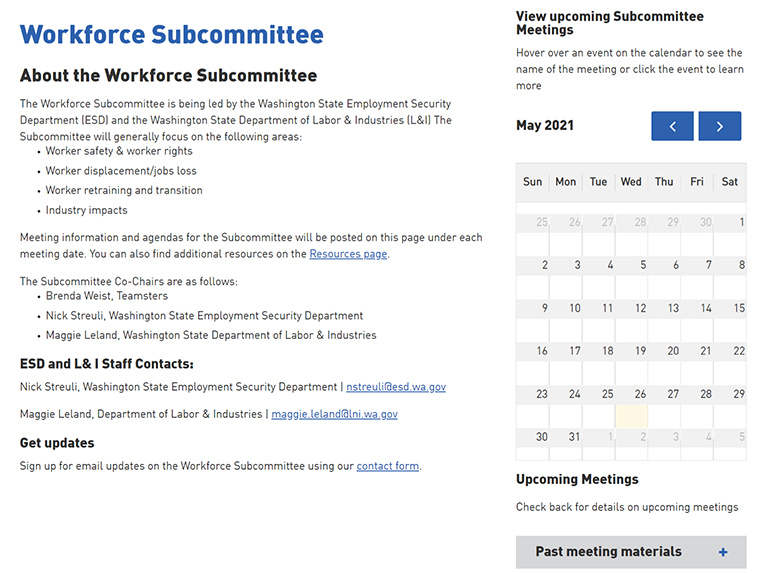 Workforce Subcommittee
About the Workforce Subcommittee
The Workforce Subcommittee is being led by the Washington State Employment Security
Department (ESD) and the Washington State Department of Labor & Industries (L&I) The
Subcommittee will generally focus on the following areas:
• Worker safety & worker rights
• Worker displacement/jobs loss
• Worker retraining and transition
• Industry impacts
Meeting information and agendas for the Subcommittee will be posted on this page under each
meeting date. You can also find additional resources on the Resources page.
The Subcommittee Co-Chairs are as follows:
• Brenda Weist, Teamsters
• Nick Streuli, Washington State Employment Security Department
• Maggie Leland, Washington State Department of Labor & Industries
ESD and L& I Staff Contacts:
Nick Streuli, Washington State Employment Security Department | nstreuli@esd.wa.gov
Maggie Leland, Department of Labor & Industries | maggie.leland@lni.wa.gov
Get updates
Sign up for email updates on the Workforce Subcommittee using our contact form.
View upcoming Subcommittee
Meetings
Hover over an event on the calendar to see the
name of the meeting or click the event to learn
more
May 2021
Sun Mon Tue Wed Thu Fri Sat
25 26 27 28 29 30 1
2 3 4 5 6 7 8
9 10 11 12 13 14 15
16 17 18 19 20 21 22
23 24 25 26 27 28 29
30 31 1 2 3 4 5
Upcoming Meetings
Check back for details on upcoming meetings
Past meeting materials +